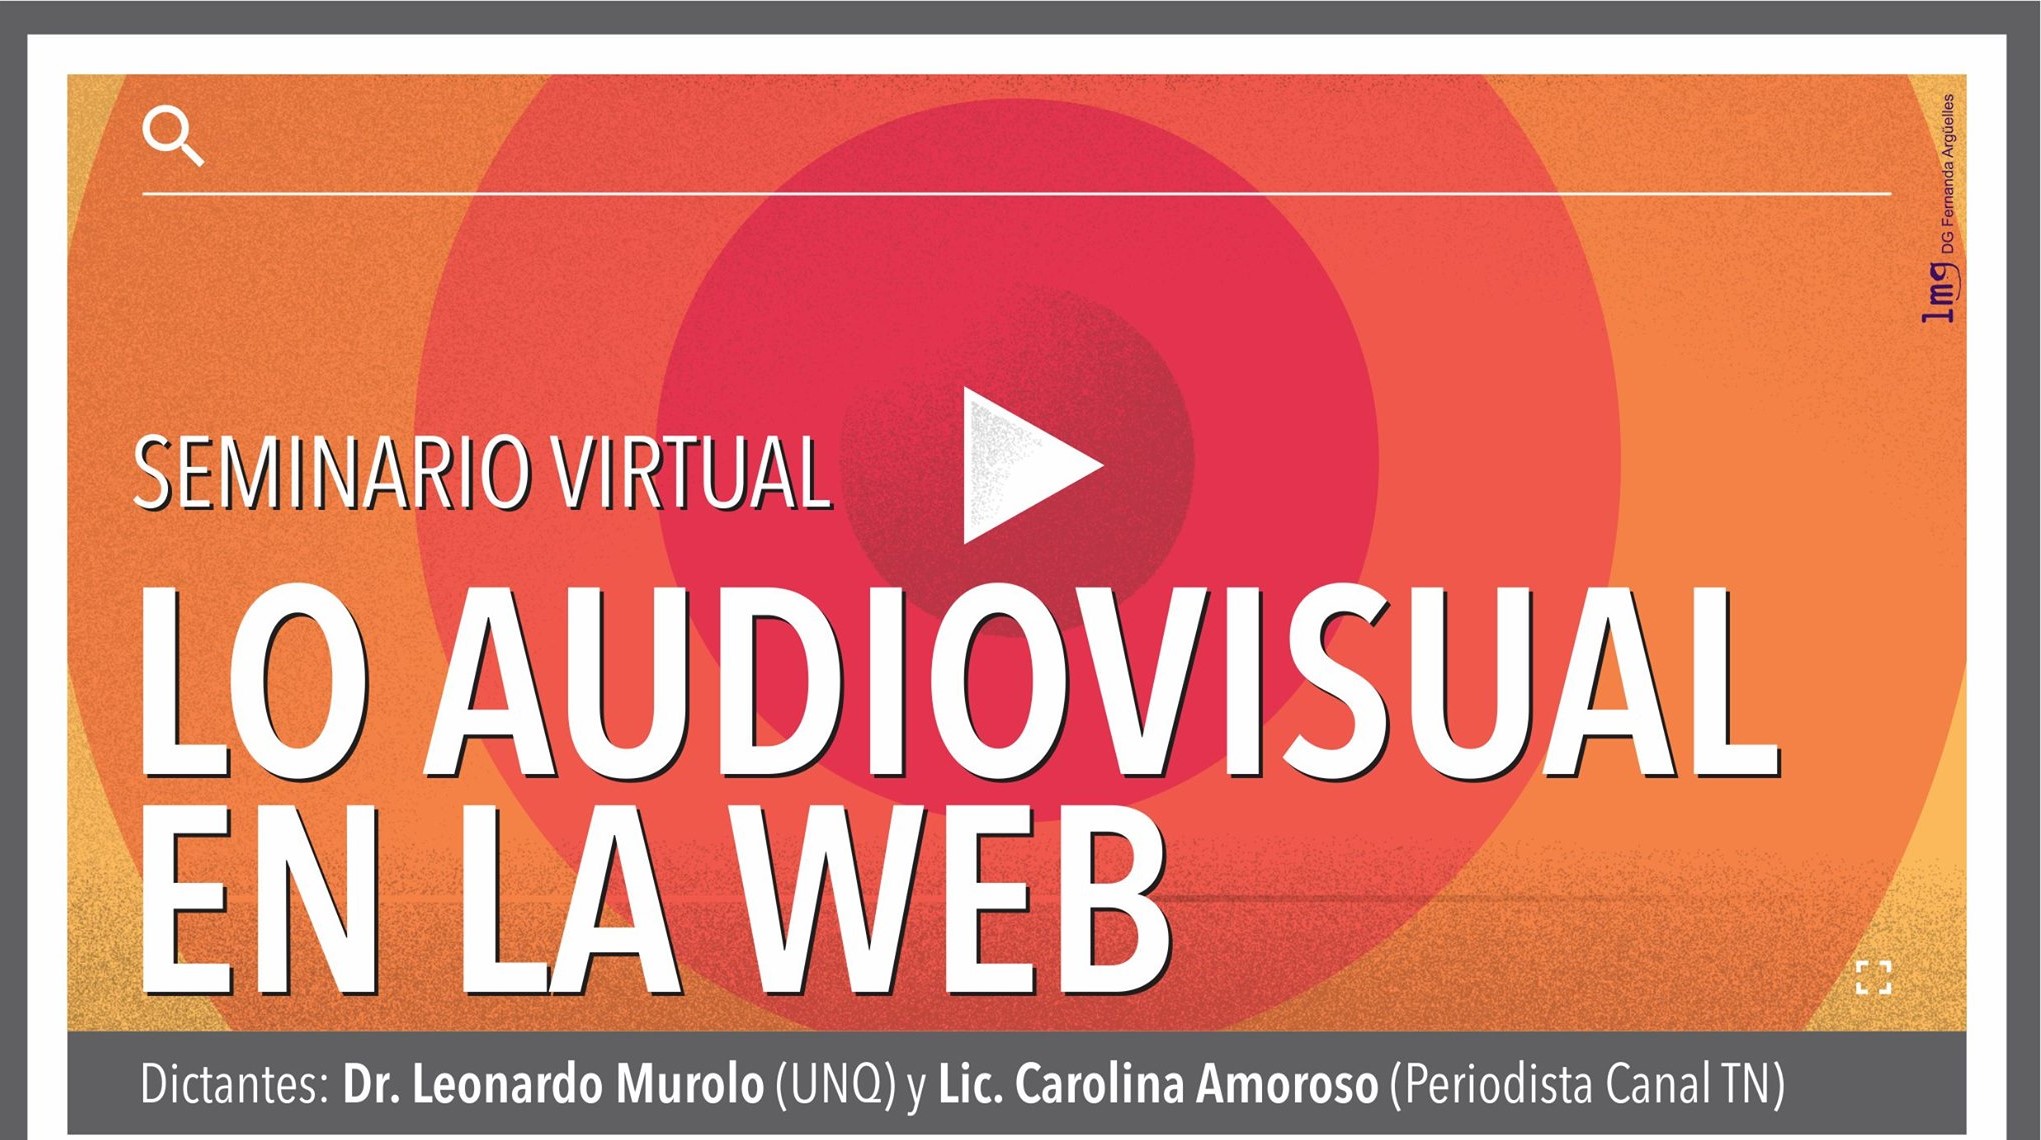 SEMINARIO VIRTUAL
LO AUDIOVISUAL
EN LA WEB
Dictantes: Dr. Leonardo Murolo (UNQ) y Lic. Carolina Amoroso (Periodista Canal TN)
lmg DG Fernanda Argüelles